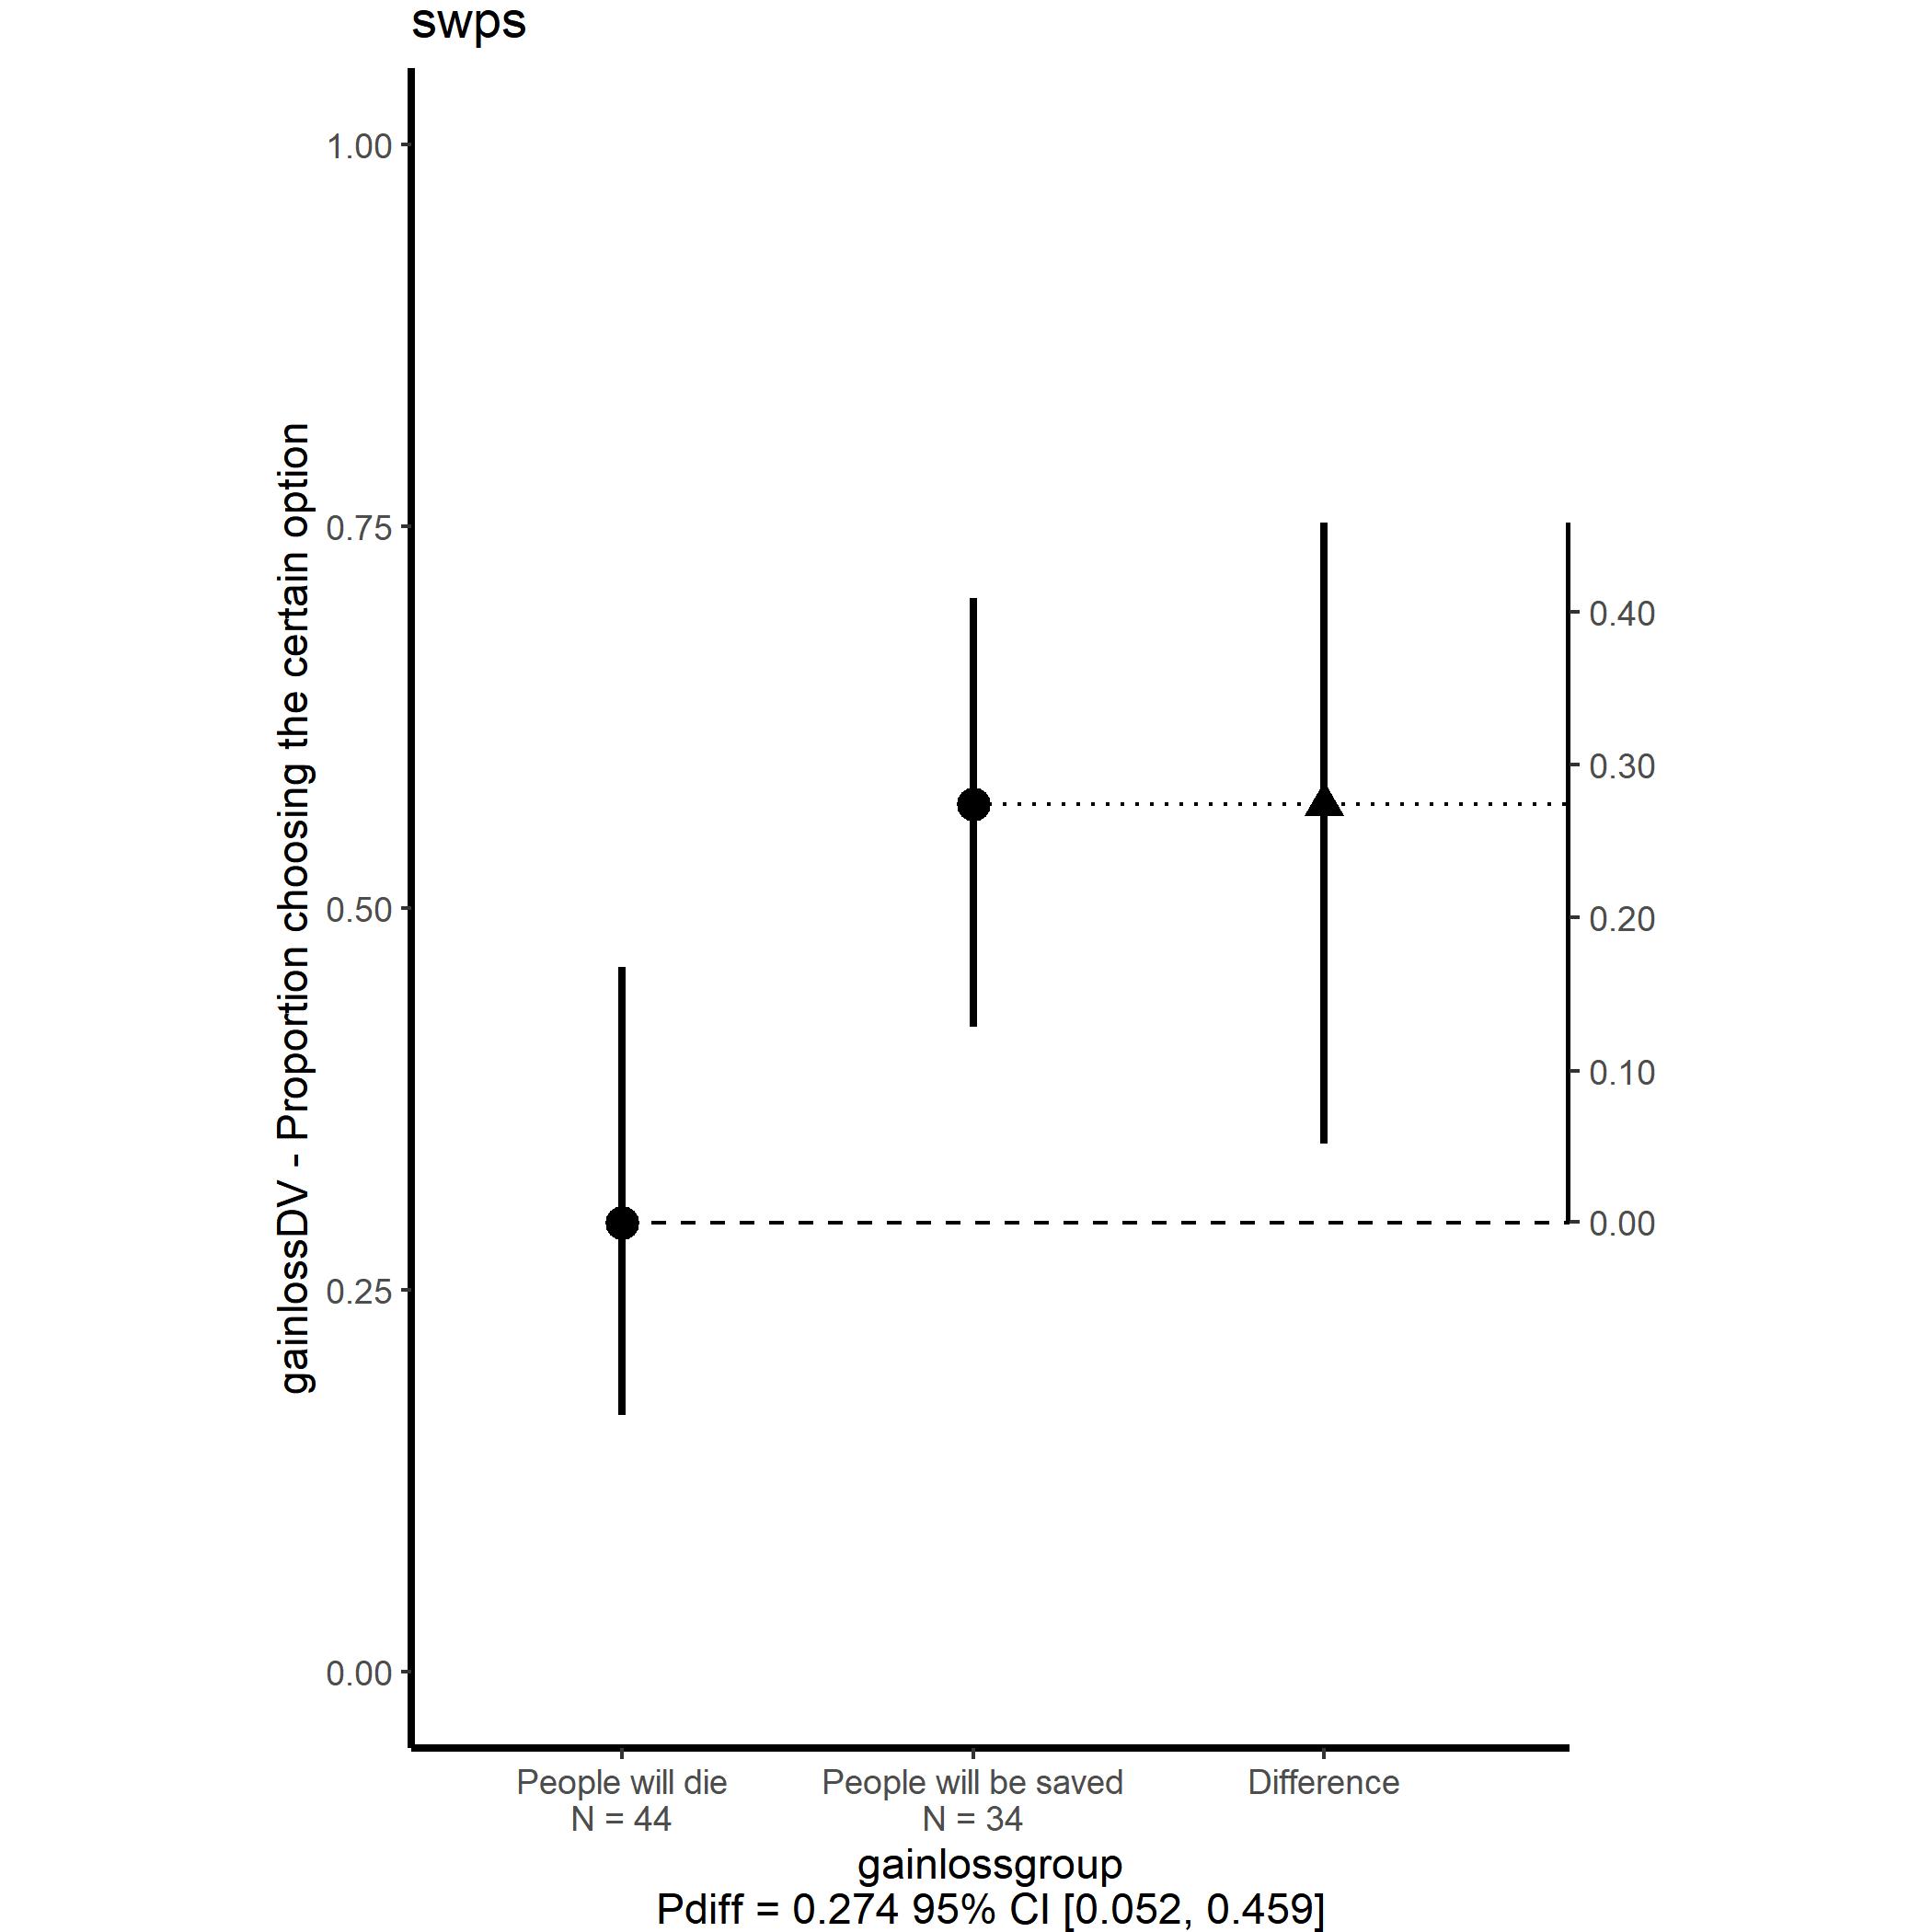 swps
gainlossDV - Proportion choosing the certain option
1.00
0.75
0.50
0.25
0.00
0.40
0.30
0.20
0.10
0.00
People will die
N = 44
People will be saved
N = 34
Difference
gainlossgroup
Pdiff = 0.274 95% CI [0.052, 0.459]